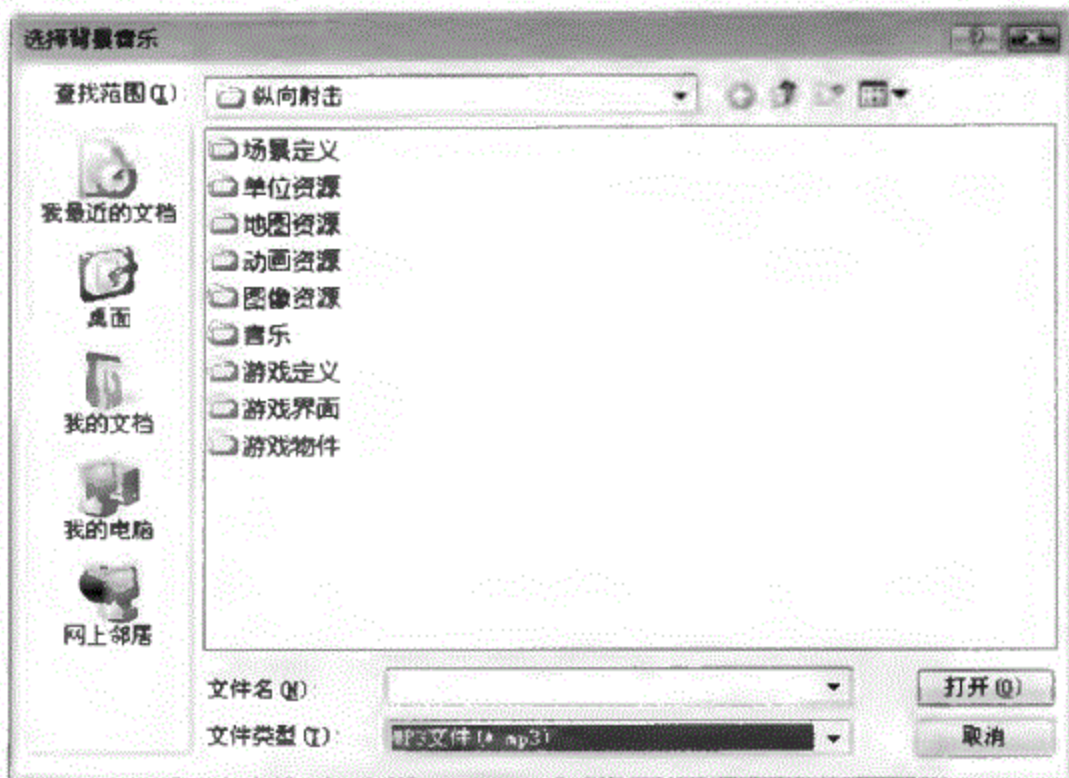 选择背景音乐
查找范围(I):
纵向射击
我最近的文档
桌面
我的文档
我的电脑
网上邻居
场景定义
单位资源
地图资源
动画资源
图像资源
音乐
游戏定义
游戏界面
游戏物件
文件名(N):
打开(O)
文件类型(T):
MP3文件(*.mp3)
取消